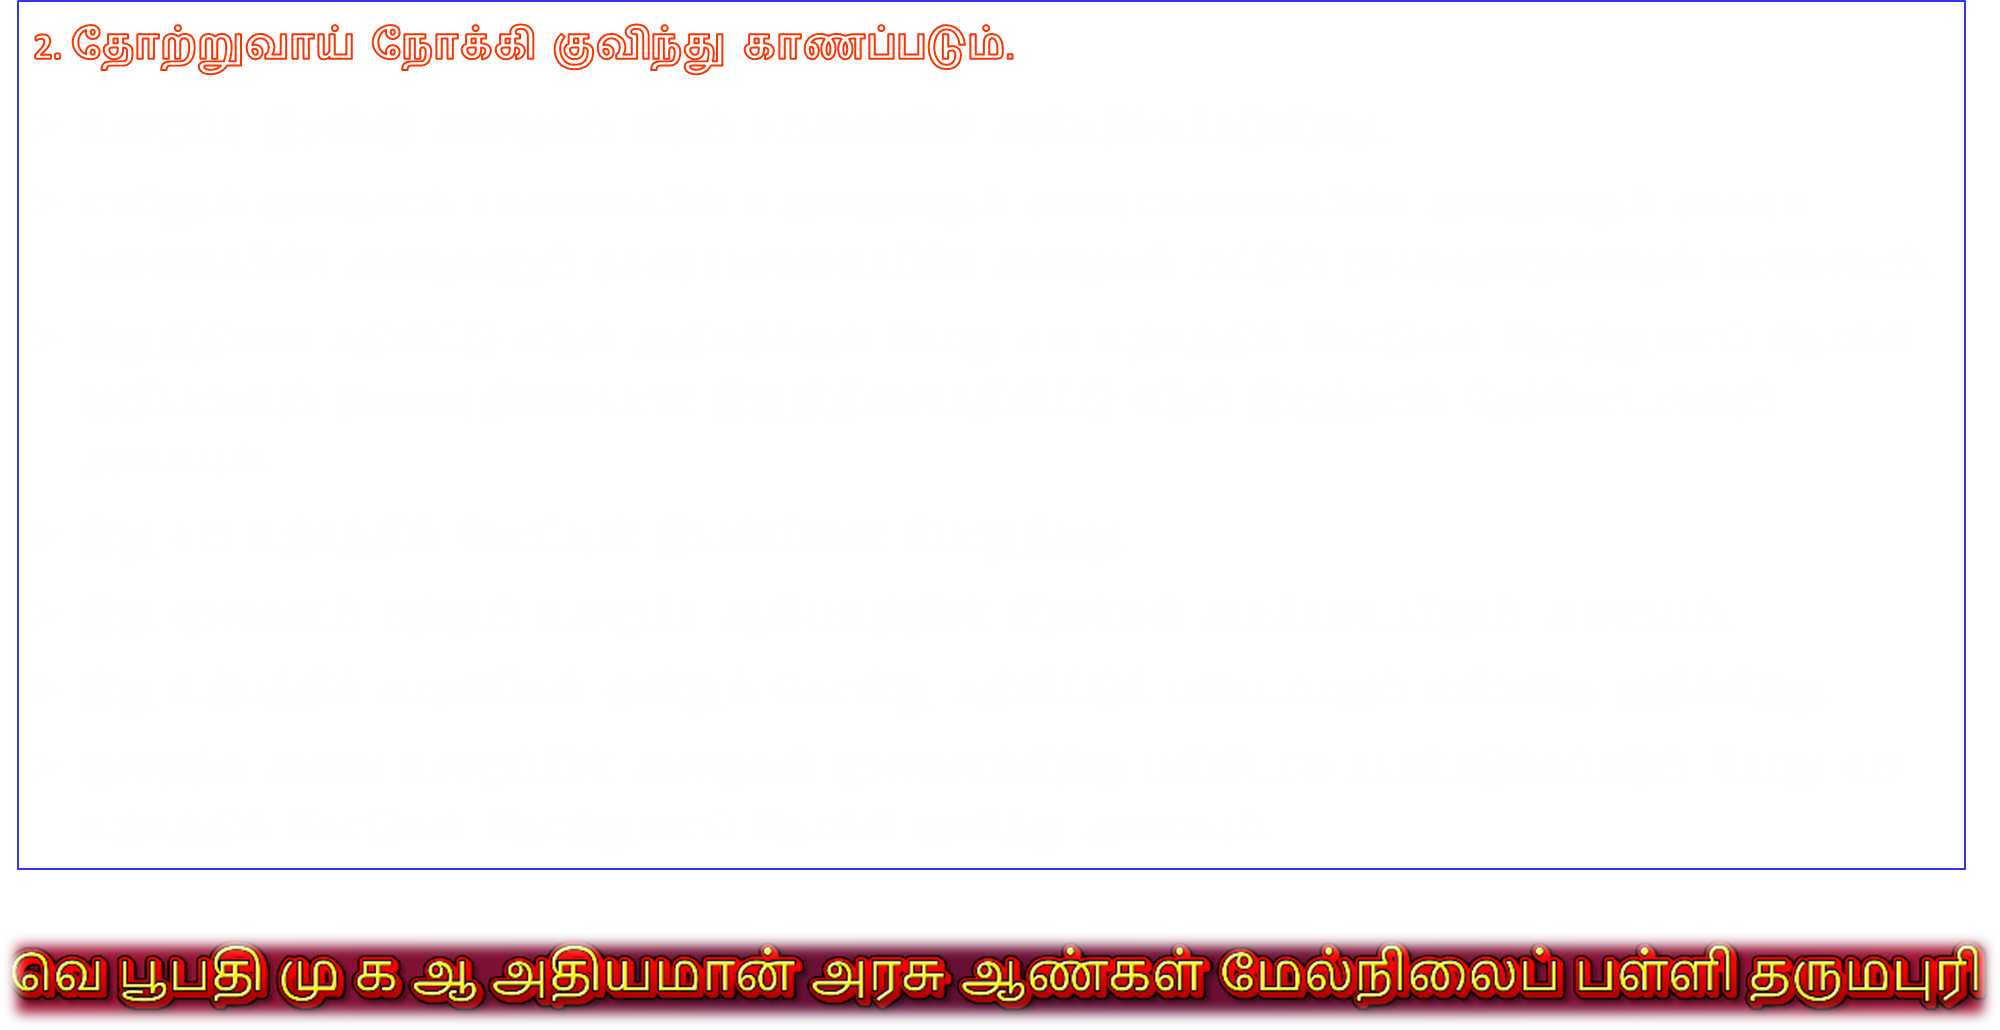 2. தோற்றுவாய் நோக்கி குவிந்து காணப்படும்.
வெ பூபதி மு க ஆ அதியமான் அரசு ஆண்கள் மேல்நிலைப் பள்ளி தருமபுரி